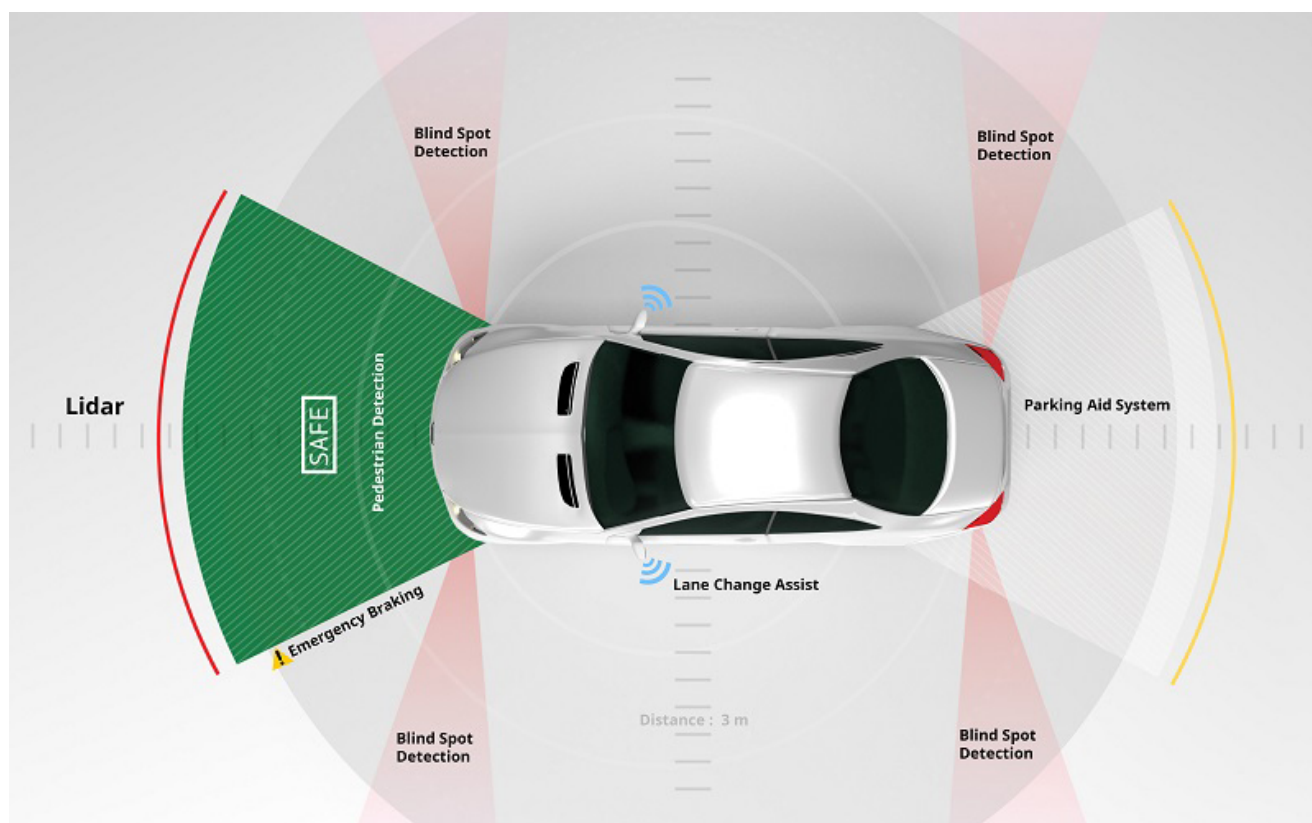 Blind Spot
Detection
Blind Spot
Detection
Lidar
SAFE
Pedestrian Detection
Parking Aid System
Emergency Braking
Lane Change Assist
Distance : 3 m
Blind Spot
Detection
Blind Spot
Detection